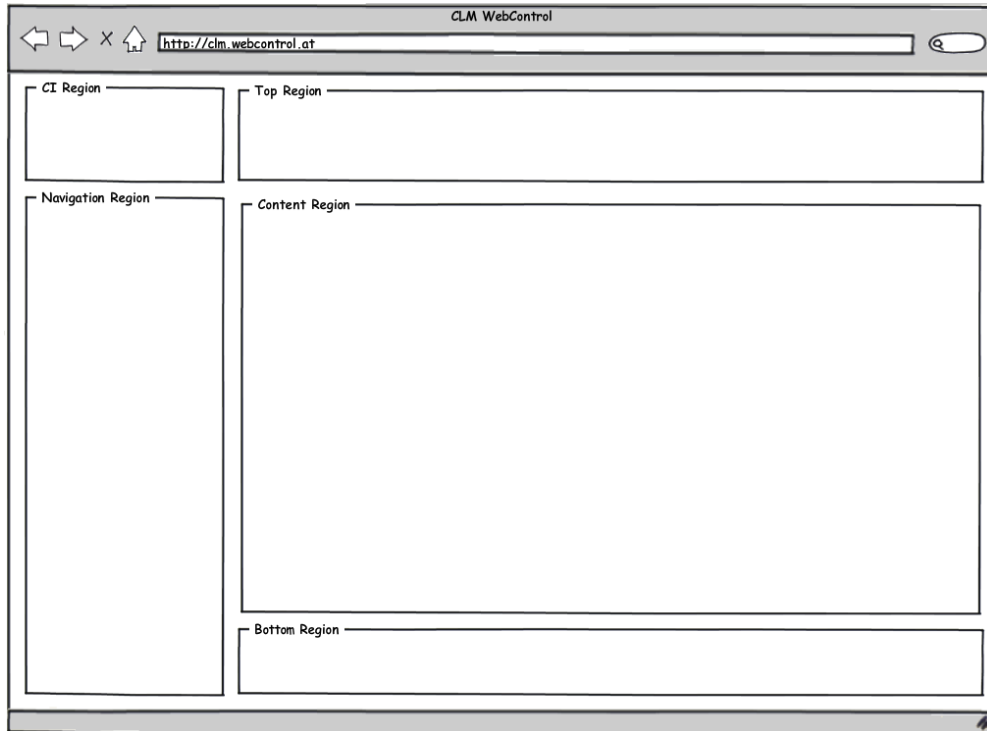 CLM WebControl
http://clm.webcontrol.at
CI Region
Top Region
Navigation Region
Content Region
Bottom Region